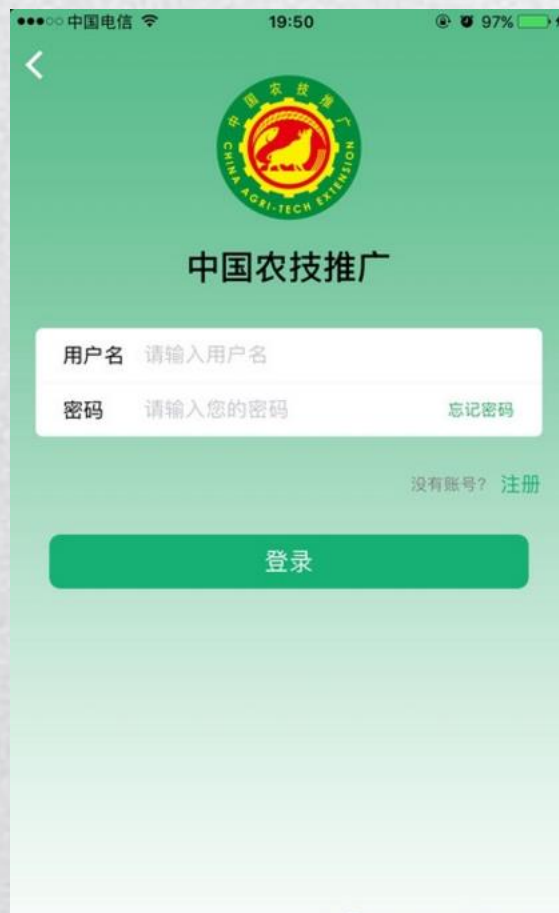 中国电信 19:50 97%
中国农技推广
CHINA AGRI-TECH EXTENSION
中国农技推广
用户名 请输入用户名
密码 请输入您的密码 忘记密码
没有账号? 注册
登录